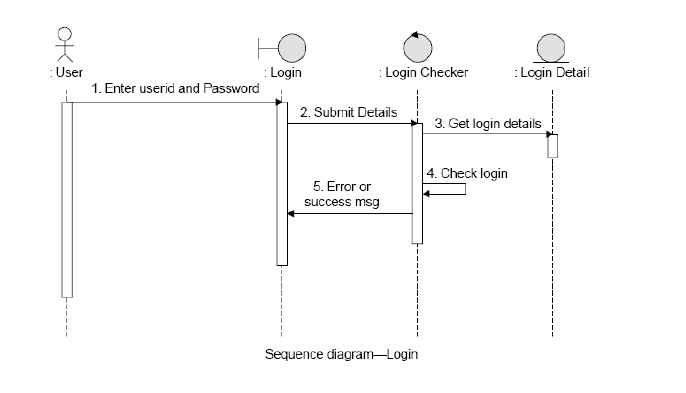 : User
: Login
: Login Checker
: Login Detail
1. Enter userid and Password
2. Submit Details
3. Get login details
4. Check login
5. Error or
success msg
Sequence diagram—Login